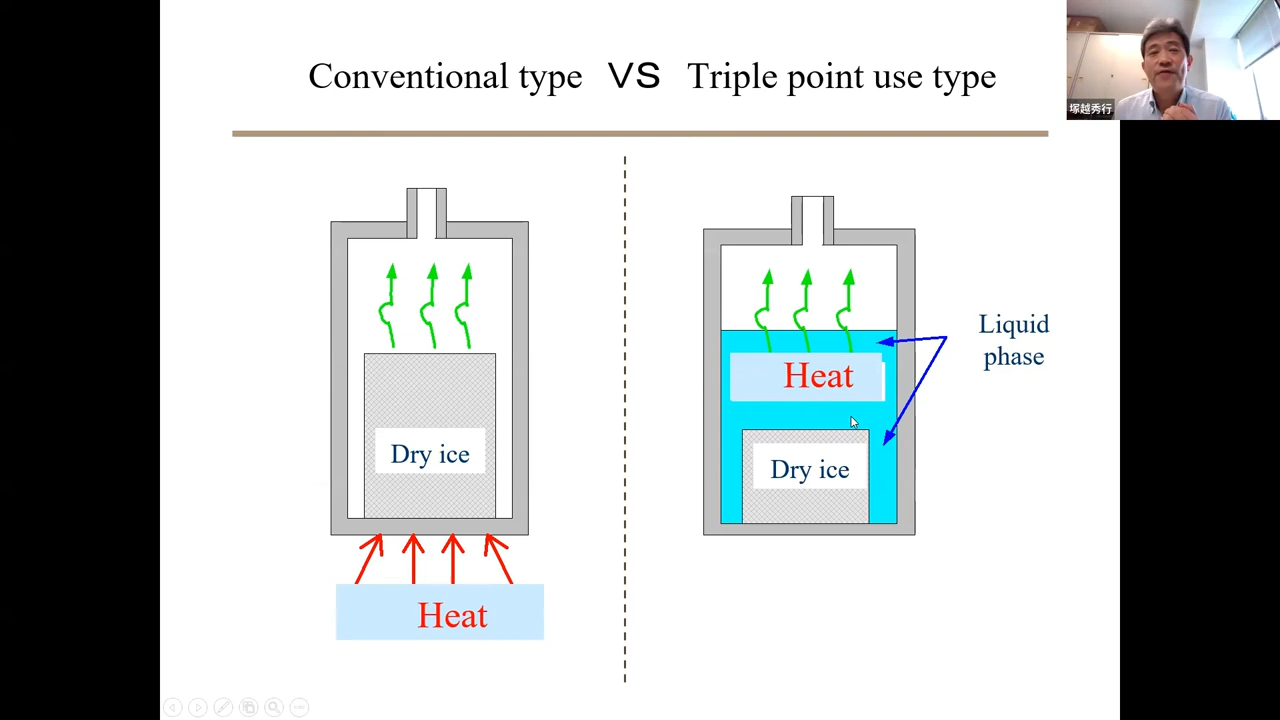 Conventional type VS Triple point use type
塚越秀行
Liquid
phase
Heat
Dry ice
Dry ice
Heat